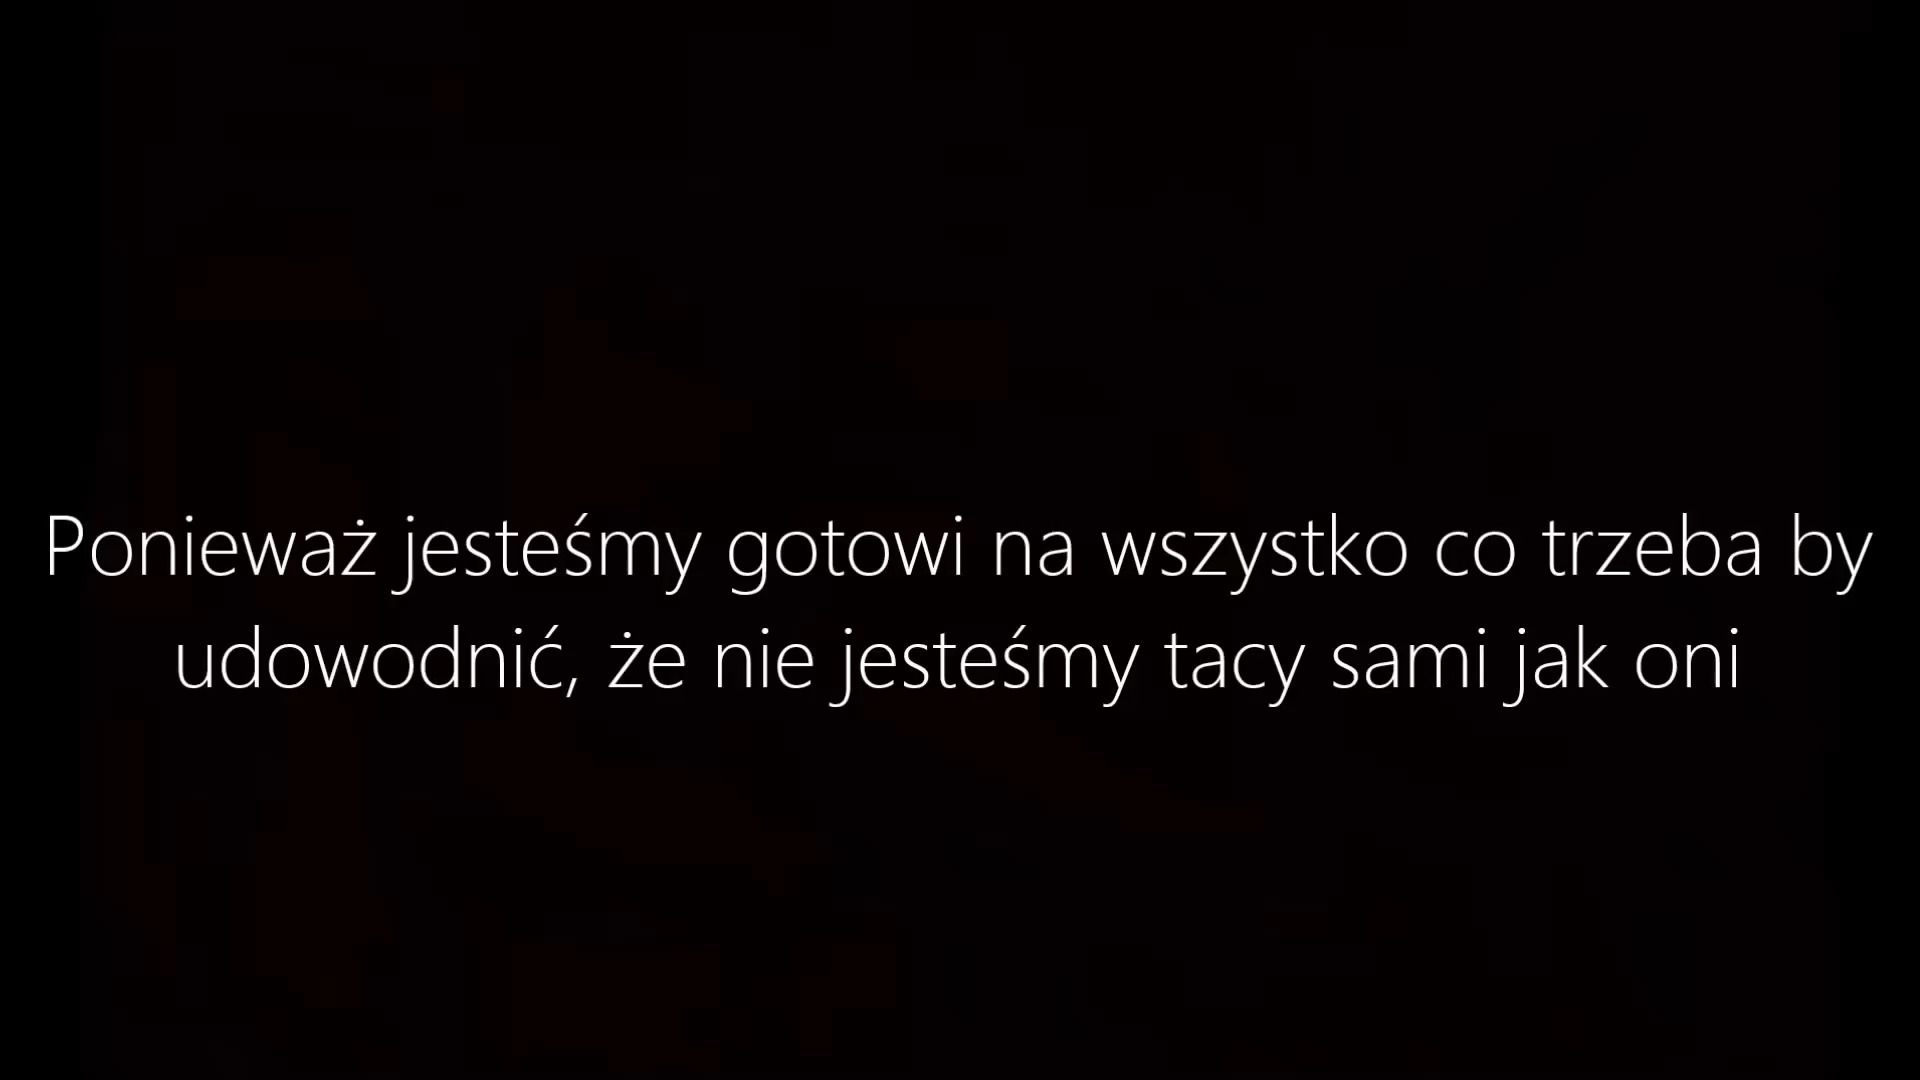 Ponieważ jesteśmy gotowi na wszystko co trzeba by
udowodnić, że nie jesteśmy tacy sami jak oni